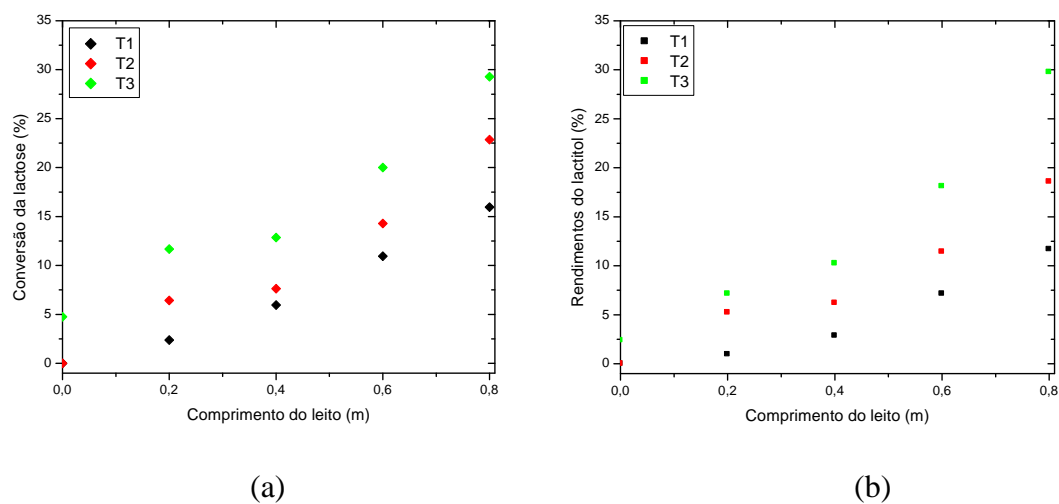 35
30
25
20
15
10
5
0
T1
T2
T3
Conversão da lactose (%)
0,0 0,2 0,4 0,6 0,8
Comprimento do leito (m)
(a)
35
30
25
20
15
10
5
0
T1
T2
T3
Rendimentos do lactitol (%)
0,0 0,2 0,4 0,6 0,8
Comprimento do leito (m)
(b)